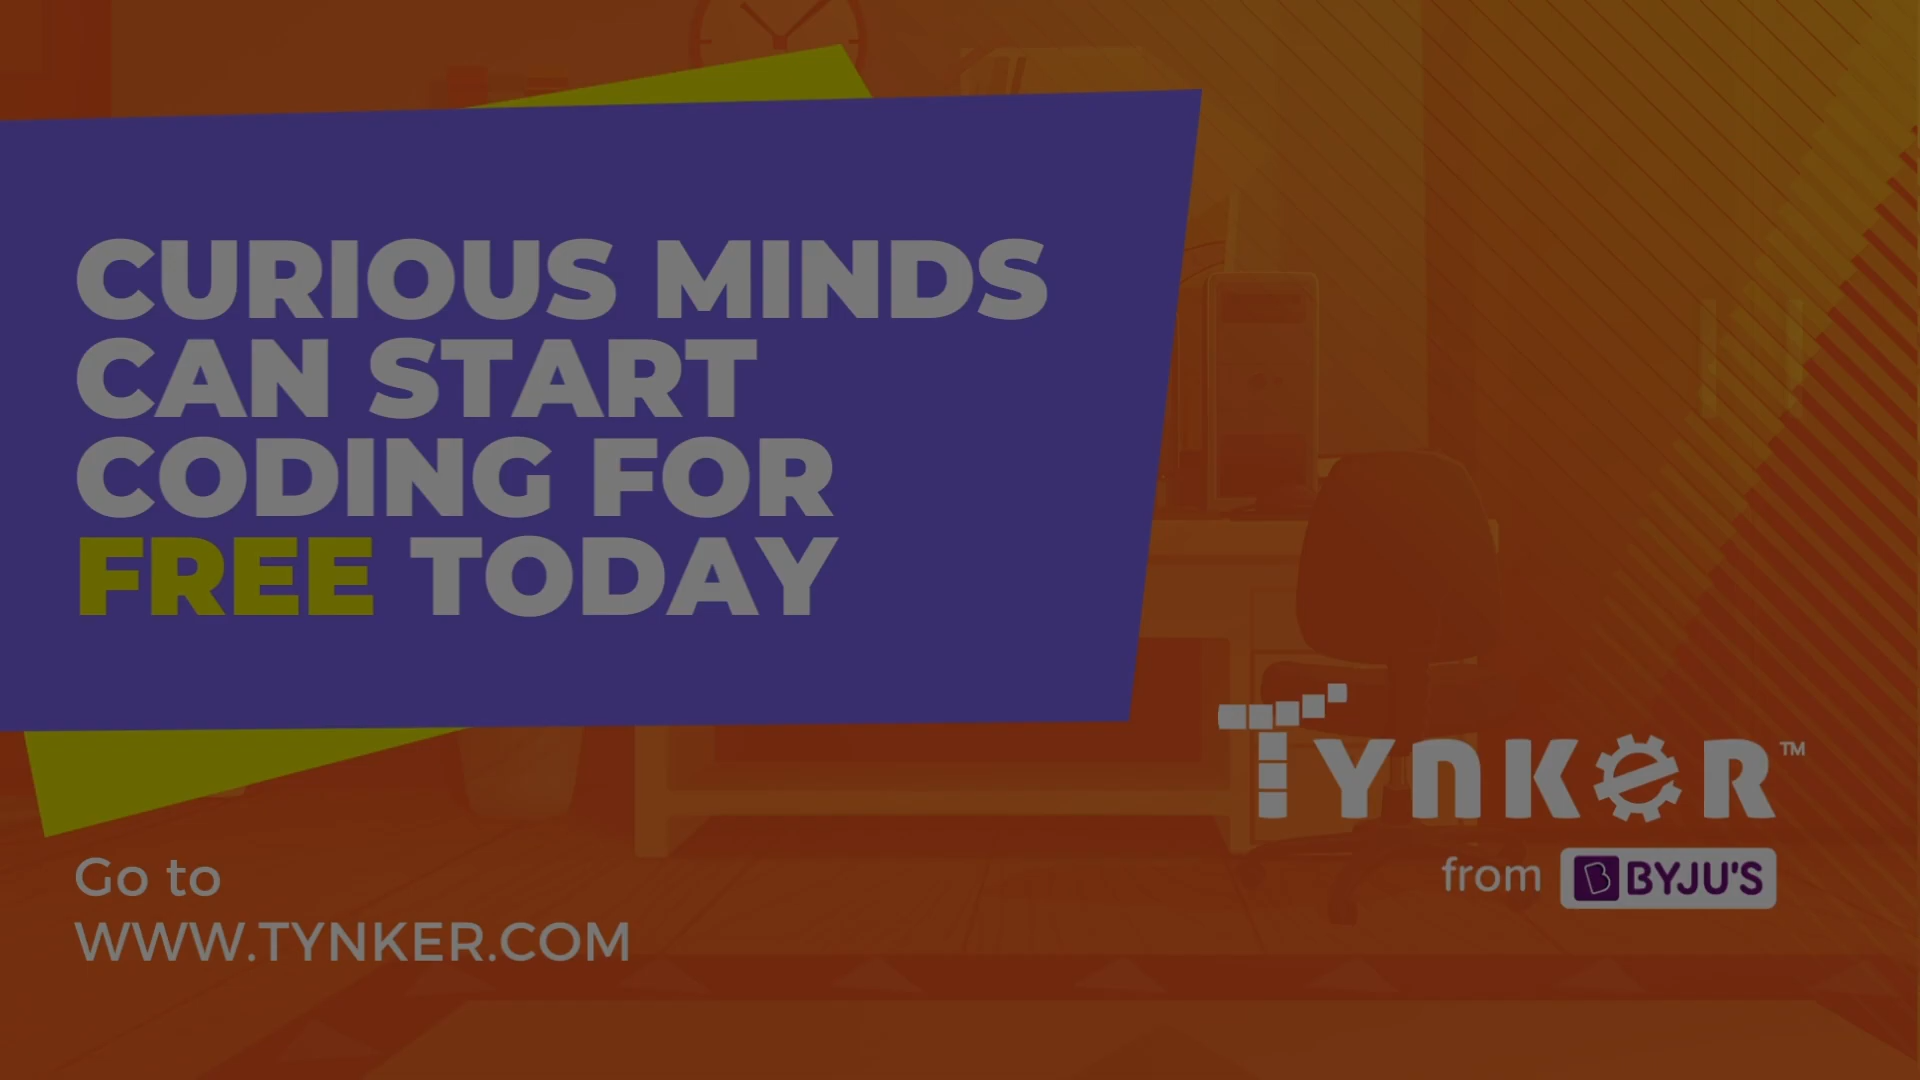 CURIOUS MINDS
CAN START
CODING FOR
FREE TODAY
TYNKER™
from BYJU'S
Go to
WWW.TYNKER.COM